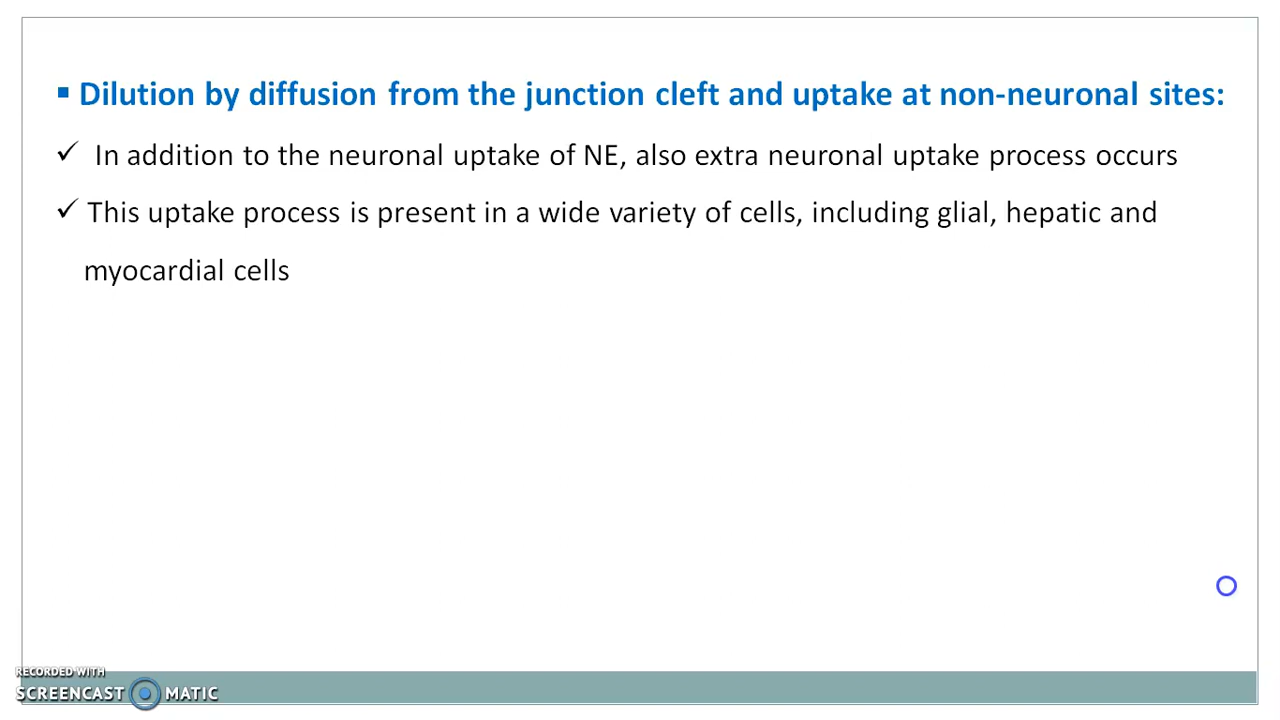 ▪ Dilution by diffusion from the junction cleft and uptake at non-neuronal sites:
✓ In addition to the neuronal uptake of NE, also extra neuronal uptake process occurs
✓ This uptake process is present in a wide variety of cells, including glial, hepatic and
myocardial cells
RECORDED WITH
SCREENCAST MATIC